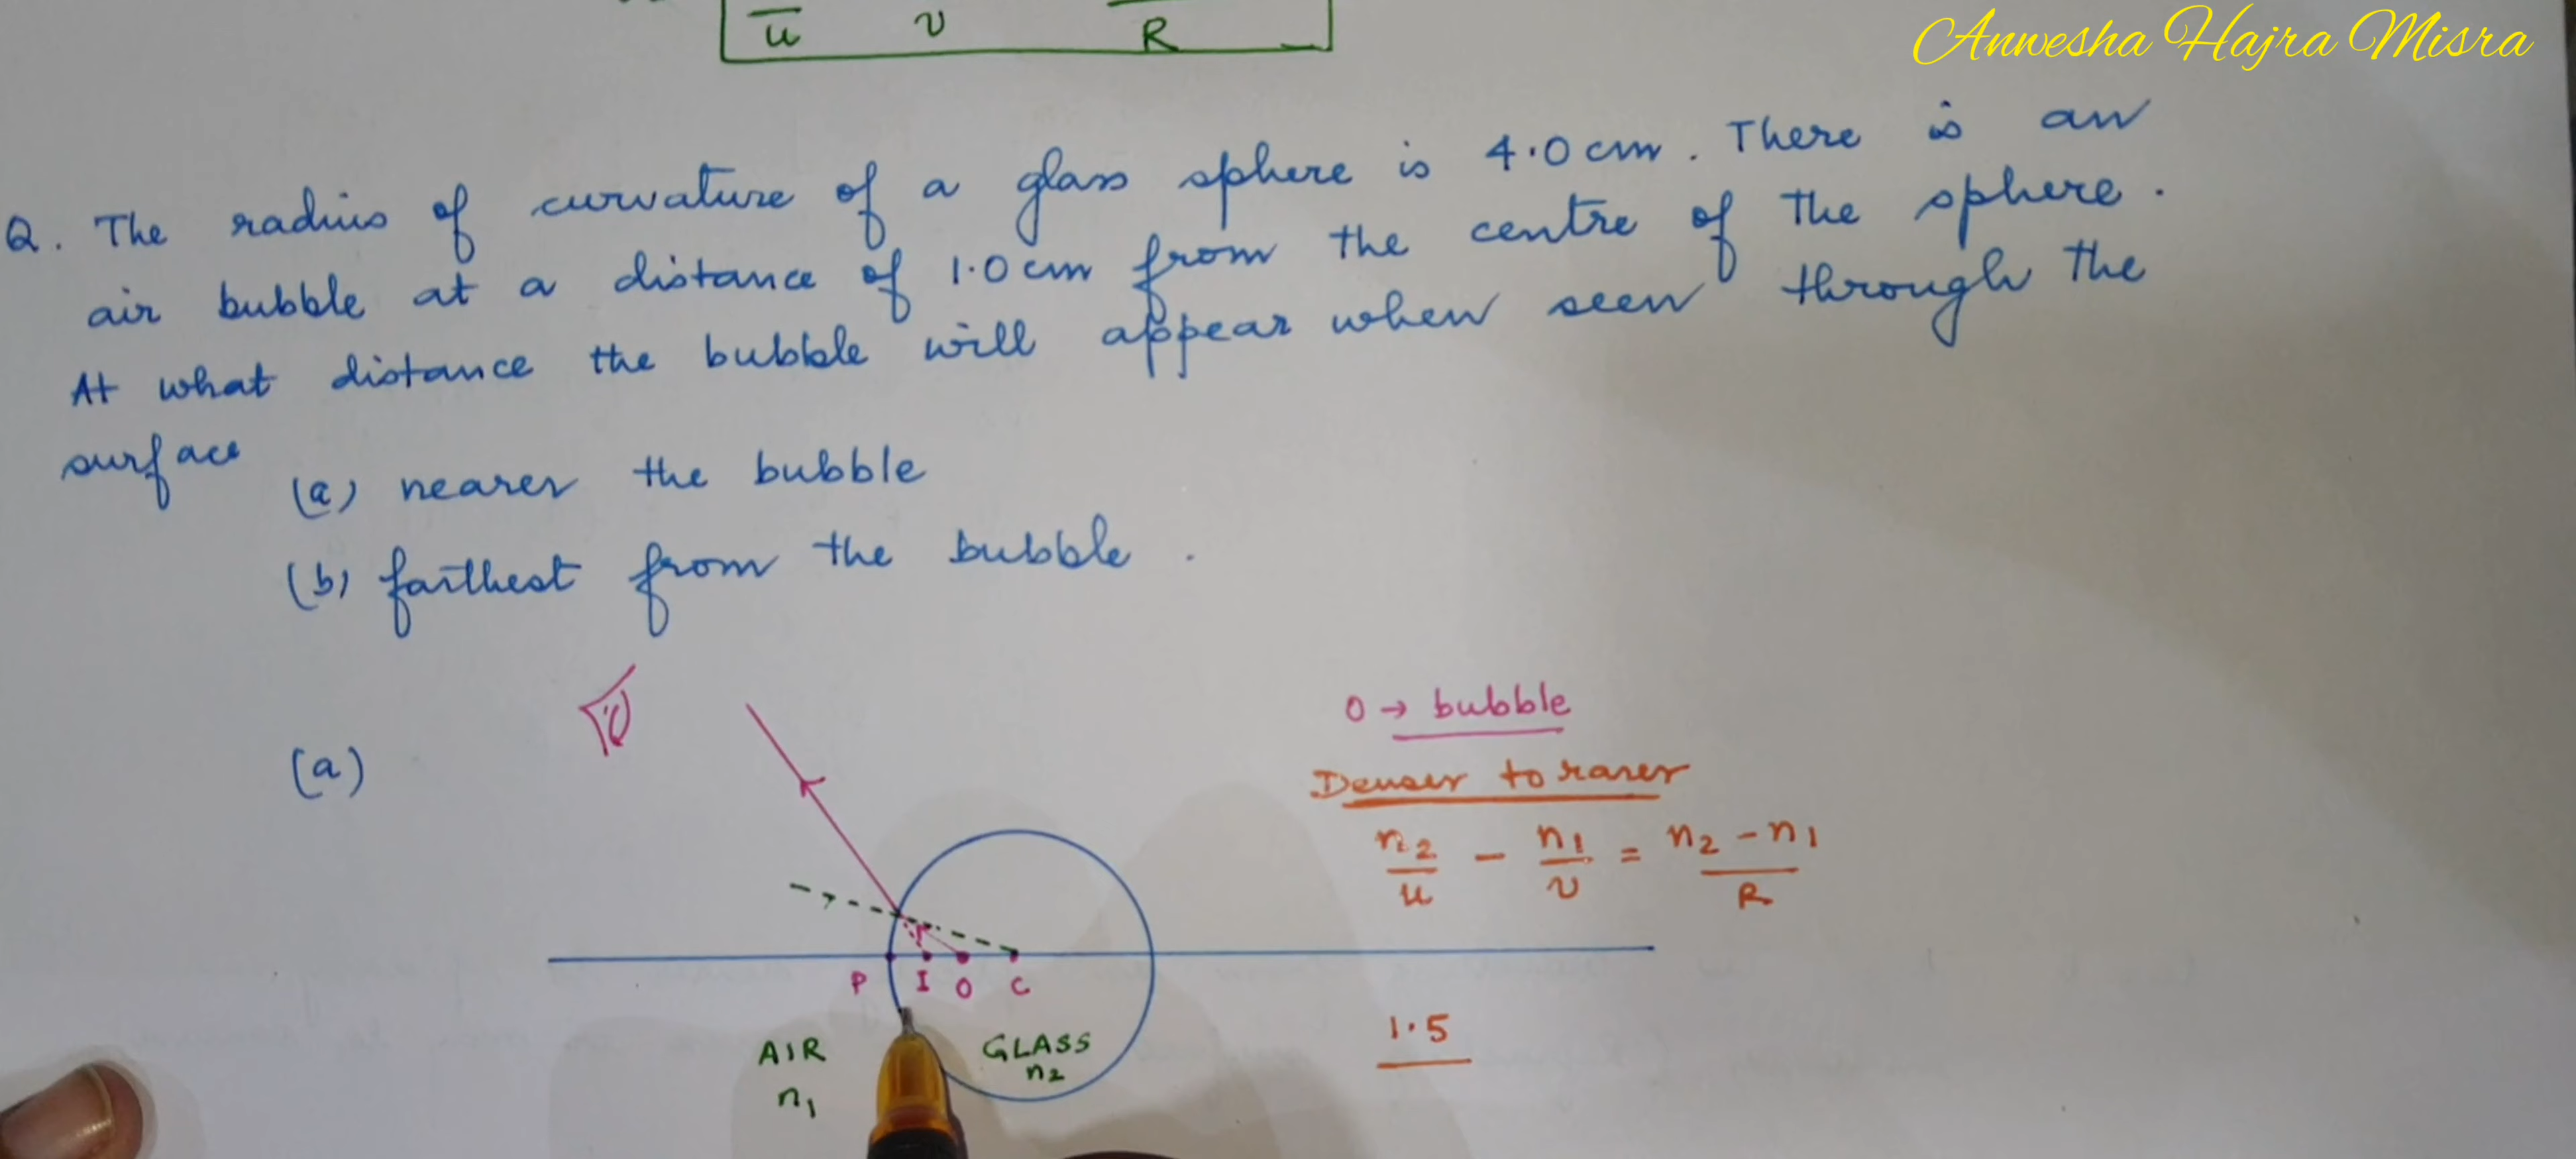 Anwesha Hajra Misra
u v R
Q. The radius of curvature of a glass sphere is 4.0 cm. There is an
air bubble at a distance of 1.0 cm from the centre of the sphere.
At what distance the bubble will appear when seen through the
surface
(a) nearer the bubble
(b) farthest from the bubble.
(a)
O → bubble
Denser to rarer
n₂/u - n₁/v = n₂ - n₁/R
P I O C
AIR
n₁
GLASS
n₂
1.5